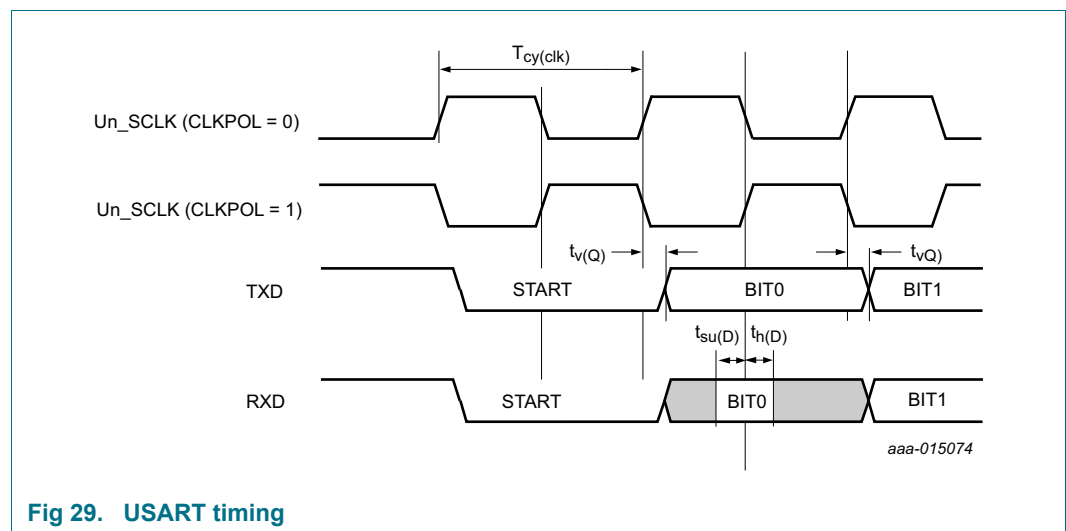 Tcy(clk)
Un_SCLK (CLKPOL = 0)
Un_SCLK (CLKPOL = 1)
tv(Q)
tvQ)
TXD
START
BIT0
BIT1
tsu(D)
th(D)
RXD
START
BIT0
BIT1
aaa-015074
Fig 29. USART timing